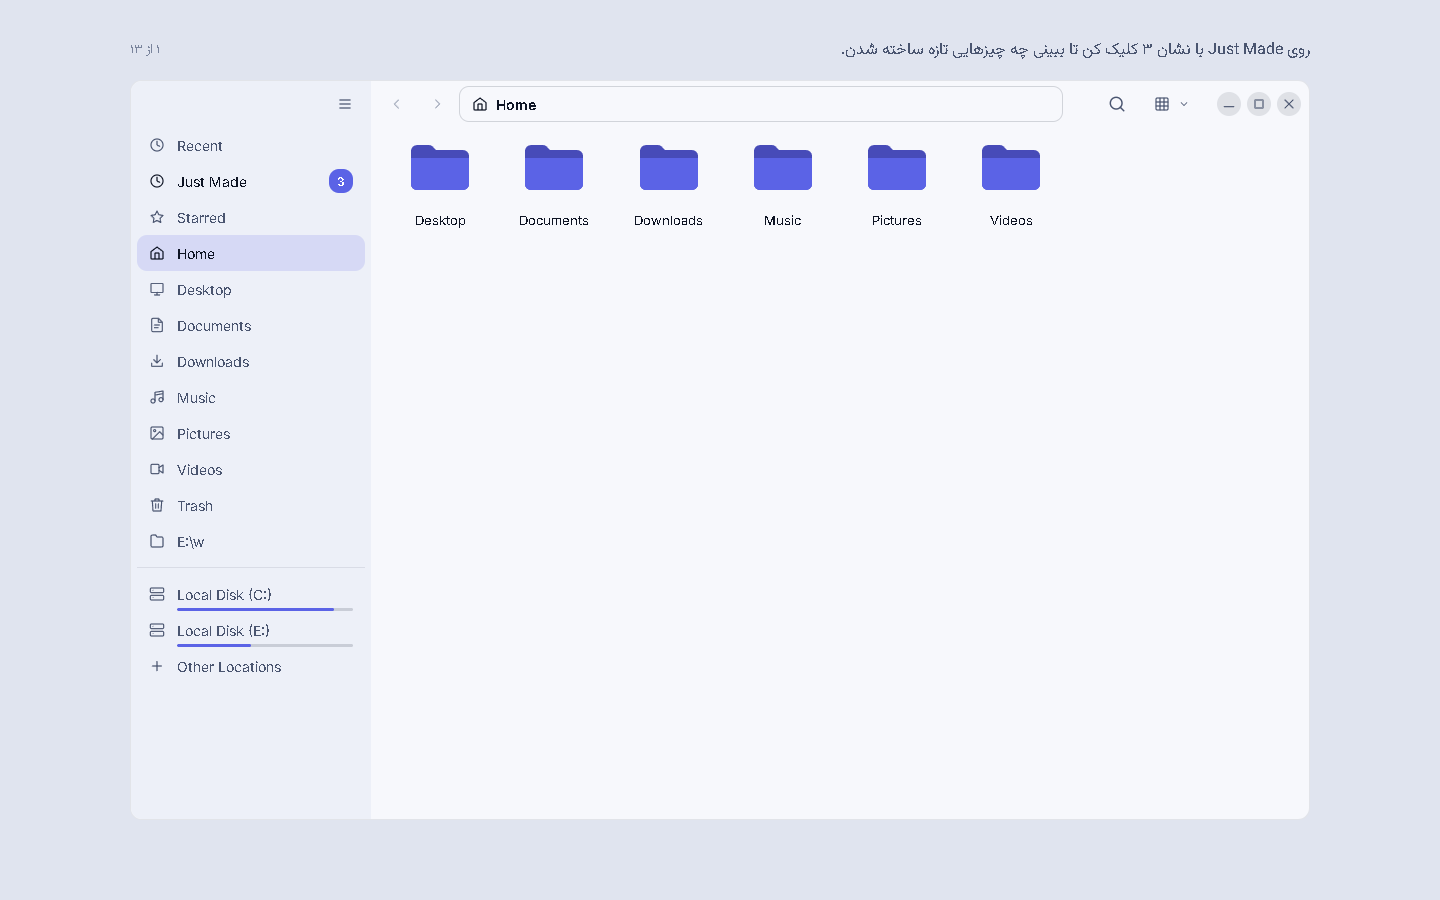 روی Just Made با نشان ۳ کلیک کن تا ببینی چه چیزهایی تازه ساخته شدن.
۱ از ۱۳
Home
Recent
Just Made 3
Starred
Home
Desktop
Documents
Downloads
Music
Pictures
Videos
Trash
E:\w
Local Disk (C:)
Local Disk (E:)
Other Locations
Desktop Documents Downloads Music Pictures Videos